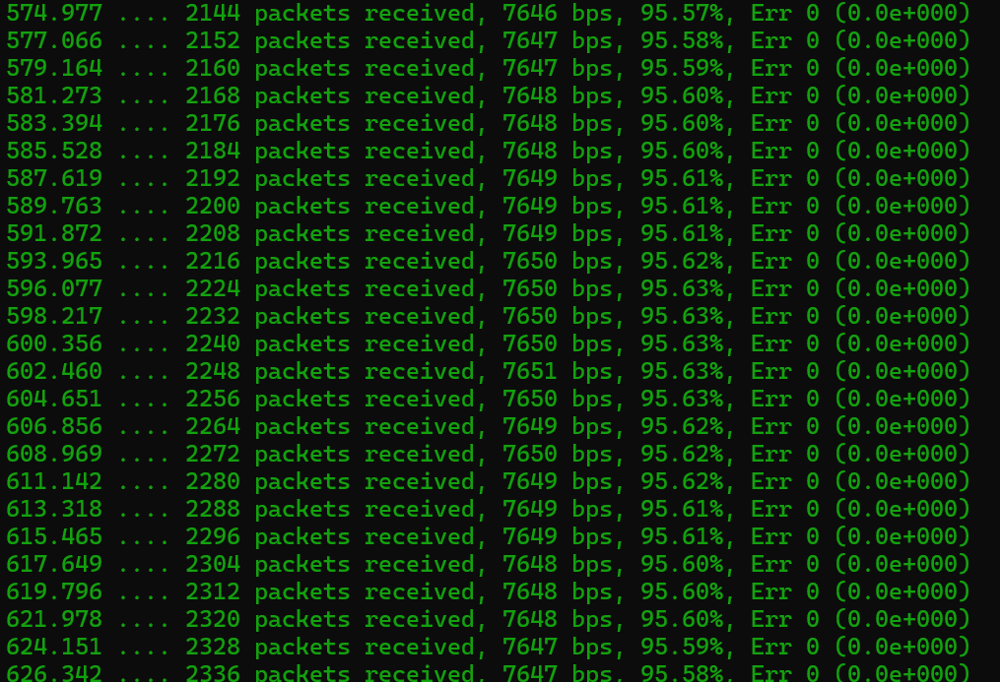 574.977 .... 2144 packets received, 7646 bps, 95.57%, Err 0 (0.0e+000)
577.066 .... 2152 packets received, 7647 bps, 95.58%, Err 0 (0.0e+000)
579.164 .... 2160 packets received, 7647 bps, 95.59%, Err 0 (0.0e+000)
581.273 .... 2168 packets received, 7648 bps, 95.60%, Err 0 (0.0e+000)
583.394 .... 2176 packets received, 7648 bps, 95.60%, Err 0 (0.0e+000)
585.528 .... 2184 packets received, 7648 bps, 95.60%, Err 0 (0.0e+000)
587.619 .... 2192 packets received, 7649 bps, 95.61%, Err 0 (0.0e+000)
589.763 .... 2200 packets received, 7649 bps, 95.61%, Err 0 (0.0e+000)
591.872 .... 2208 packets received, 7649 bps, 95.61%, Err 0 (0.0e+000)
593.965 .... 2216 packets received, 7650 bps, 95.62%, Err 0 (0.0e+000)
596.077 .... 2224 packets received, 7650 bps, 95.63%, Err 0 (0.0e+000)
598.217 .... 2232 packets received, 7650 bps, 95.63%, Err 0 (0.0e+000)
600.356 .... 2240 packets received, 7650 bps, 95.63%, Err 0 (0.0e+000)
602.460 .... 2248 packets received, 7651 bps, 95.63%, Err 0 (0.0e+000)
604.651 .... 2256 packets received, 7650 bps, 95.63%, Err 0 (0.0e+000)
606.856 .... 2264 packets received, 7649 bps, 95.62%, Err 0 (0.0e+000)
608.969 .... 2272 packets received, 7650 bps, 95.62%, Err 0 (0.0e+000)
611.142 .... 2280 packets received, 7649 bps, 95.62%, Err 0 (0.0e+000)
613.318 .... 2288 packets received, 7649 bps, 95.61%, Err 0 (0.0e+000)
615.465 .... 2296 packets received, 7649 bps, 95.61%, Err 0 (0.0e+000)
617.649 .... 2304 packets received, 7648 bps, 95.60%, Err 0 (0.0e+000)
619.796 .... 2312 packets received, 7648 bps, 95.60%, Err 0 (0.0e+000)
621.978 .... 2320 packets received, 7648 bps, 95.60%, Err 0 (0.0e+000)
624.151 .... 2328 packets received, 7647 bps, 95.59%, Err 0 (0.0e+000)
626.342 .... 2336 packets received, 7647 bps, 95.58%, Err 0 (0.0e+000)